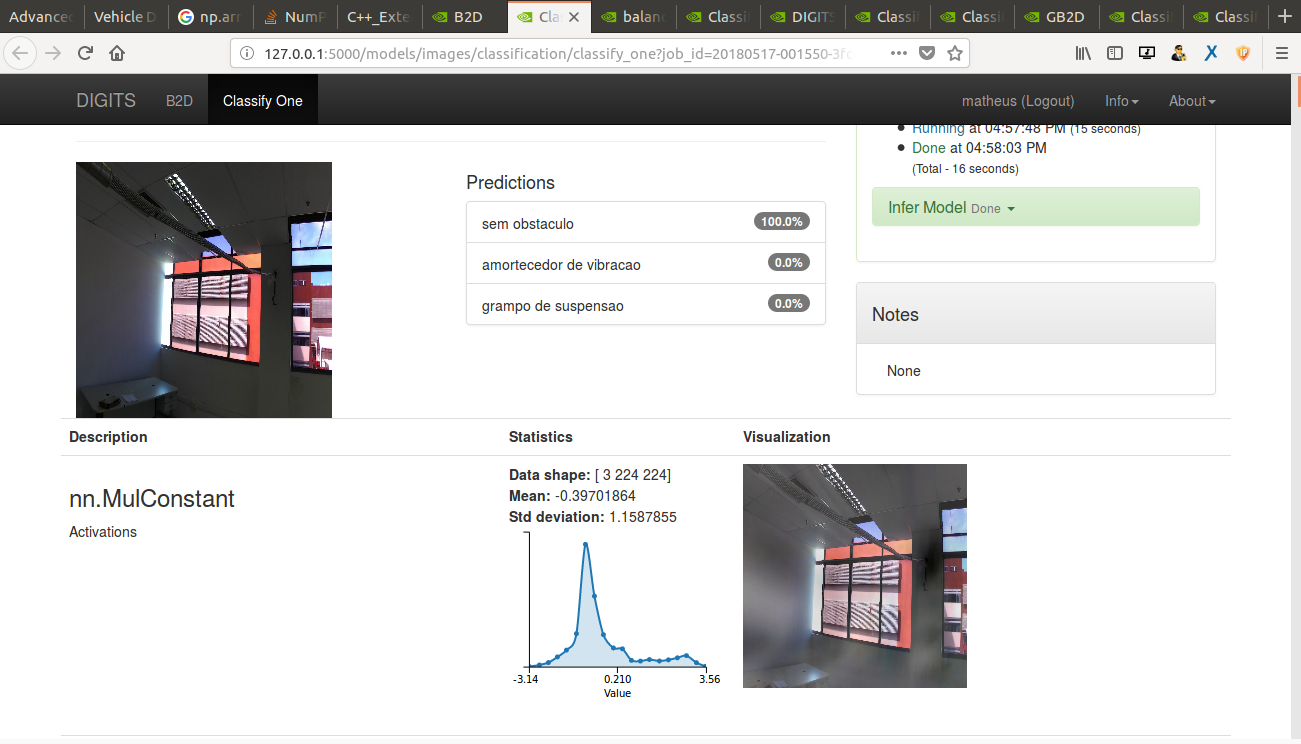 Advance Vehicle D np.arr NumP C++_Exte B2D Cla balan Classi DIGITS Classif Classi GB2D Classi Classif
127.0.0.1:5000/models/images/classification/classify_one?job_id=20180517-001550-3fc
DIGITS B2D Classify One matheus (Logout) Info About
Running at 04:57:48 PM (15 seconds)
Done at 04:58:03 PM
(Total - 16 seconds)
Infer Model Done
Notes
None
Predictions
sem obstaculo 100.0%
amortecedor de vibracao 0.0%
grampo de suspensao 0.0%
Description Statistics Visualization
nn.MulConstant
Activations
Data shape: [ 3 224 224]
Mean: -0.39701864
Std deviation: 1.1587855
-3.14 0.210 3.56
Value